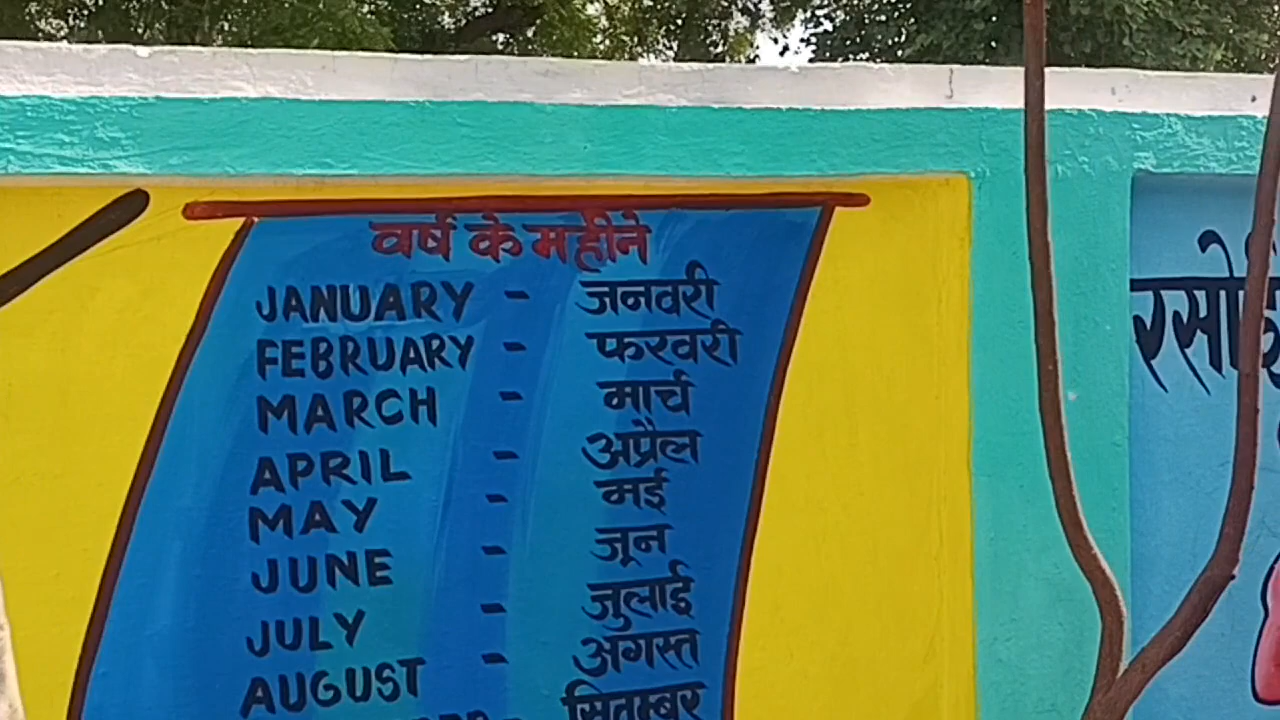 वर्ष के महीने
JANUARY - जनवरी
FEBRUARY - फरवरी
MARCH - मार्च
APRIL - अप्रैल
MAY - मई
JUNE - जून
JULY - जुलाई
AUGUST - अगस्त
सितम्बर